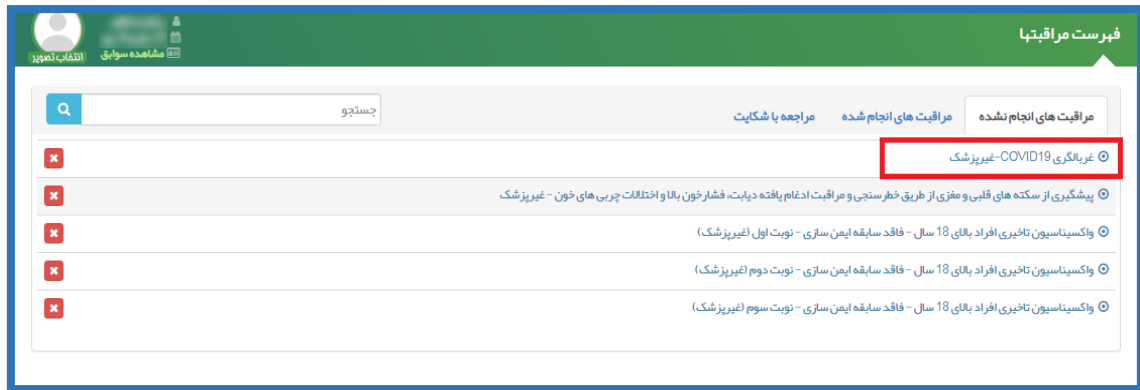 فهرست مراقبتها
مشاهده سوابق
انتخاب تصویر
مراقبت های انجام نشده
مراقبت های انجام شده
مراجعه با شکایت
جستجو
غربالگری COVID19-غیرپزشک
پیشگیری از سکته های قلبی و مغزی از طریق خطرسنجی و مراقبت ادغام یافته دیابت، فشارخون بالا و اختلالات چربی های خون - غیرپزشک
واکسیناسیون تاخیری افراد بالای 18 سال - فاقد سابقه ایمن سازی - نوبت اول (غیرپزشک)
واکسیناسیون تاخیری افراد بالای 18 سال - فاقد سابقه ایمن سازی - نوبت دوم (غیرپزشک)
واکسیناسیون تاخیری افراد بالای 18 سال - فاقد سابقه ایمن سازی - نوبت سوم (غیرپزشک)